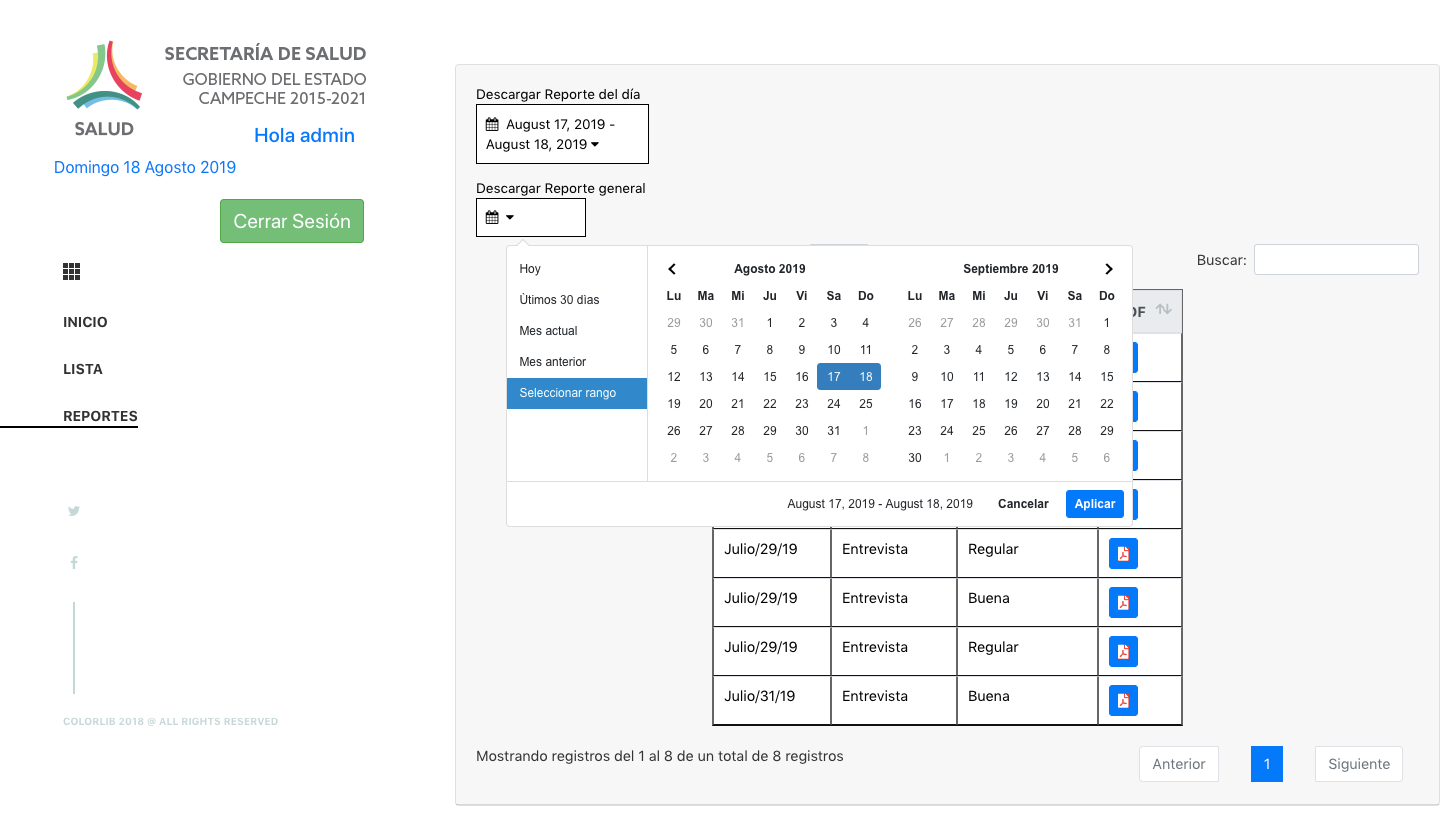 SECRETARÍA DE SALUD
GOBIERNO DEL ESTADO
CAMPECHE 2015-2021
SALUD
Hola admin
Domingo 18 Agosto 2019
Cerrar Sesión
INICIO
LISTA
REPORTES
COLORLIB 2018 @ ALL RIGHTS RESERVED
Descargar Reporte del día
August 17, 2019 -
August 18, 2019
Descargar Reporte general
Buscar:
Hoy
Ùtimos 30 dìas
Mes actual
Mes anterior
Seleccionar rango
Agosto 2019
Lu Ma Mi Ju Vi Sa Do
29 30 31 1 2 3 4
5 6 7 8 9 10 11
12 13 14 15 16 17 18
19 20 21 22 23 24 25
26 27 28 29 30 31 1
2 3 4 5 6 7 8
Septiembre 2019
Lu Ma Mi Ju Vi Sa Do
26 27 28 29 30 31 1
2 3 4 5 6 7 8
9 10 11 12 13 14 15
16 17 18 19 20 21 22
23 24 25 26 27 28 29
30 1 2 3 4 5 6
August 17, 2019 - August 18, 2019 Cancelar Aplicar
Julio/29/19 Entrevista Regular
Julio/29/19 Entrevista Buena
Julio/29/19 Entrevista Regular
Julio/31/19 Entrevista Buena
Mostrando registros del 1 al 8 de un total de 8 registros
Anterior 1 Siguiente